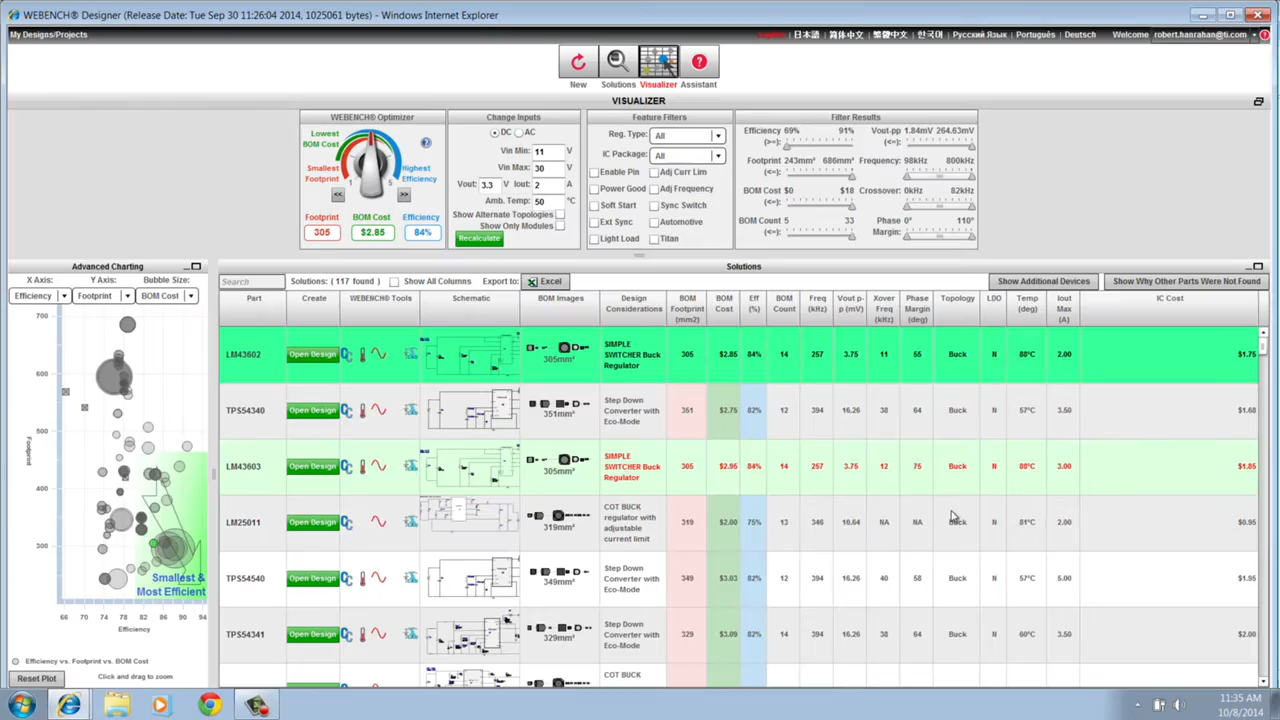 WEBENCH® Designer (Release Date: Tue Sep 30 11:26:04 2014, 1025061 bytes) - Windows Internet Explorer
My Designs/Projects
日本語 | 简体中文 | 繁體中文 | 한국어 | Русский Язык | Português | Deutsch
Welcome robert.hanrahan@ti.com
New Solutions Visualizer Assistant
VISUALIZER
WEBENCH® Optimizer
Lowest BOM Cost
Smallest Footprint
Highest Efficiency
1 5
<< >>
Footprint BOM Cost Efficiency
305 $2.85 84%
Change Inputs
DC AC
Vin Min: 11 V
Vin Max: 30 V
Vout: 3.3 V Iout: 2 A
Amb. Temp: 50 °C
Show Alternate Topologies
Show Only Modules
Recalculate
Feature Filters
Reg. Type: All
IC Package: All
Enable Pin Adj Curr Lim
Power Good Adj Frequency
Soft Start Sync Switch
Ext Sync Automotive
Light Load Titan
Filter Results
Efficiency 69% 91% Vout-pp 1.84mV 264.63mV
(>=): (<=):
Footprint 243mm² 686mm² Frequency: 98kHz 800kHz
(<=):
BOM Cost $0 $18 Crossover: 0kHz 82kHz
(<=):
BOM Count 5 33 Phase 0° 110°
(<=): Margin:
Advanced Charting
X Axis: Y Axis: Bubble Size:
Efficiency Footprint BOM Cost
700
600
500
400
300
Footprint
Smallest &
Most Efficient
66 70 74 78 82 86 90 94
Efficiency
Efficiency vs. Footprint vs. BOM Cost
Reset Plot Click and drag to zoom
Solutions
Search Solutions: ( 117 found ) Show All Columns Export to: Excel Show Additional Devices Show Why Other Parts Were Not Found
Part Create WEBENCH® Tools Schematic BOM Images Design Considerations BOM Footprint (mm2) BOM Cost Eff (%) BOM Count Freq (kHz) Vout p-p (mV) Xover Freq (kHz) Phase Margin (deg) Topology LDO Temp (deg) Iout Max (A) IC Cost
LM43602 Open Design 305mm² SIMPLE SWITCHER Buck Regulator 305 $2.85 84% 14 257 3.75 11 55 Buck N 88°C 2.00 $1.75
TPS54340 Open Design 351mm² Step Down Converter with Eco-Mode 351 $2.75 82% 12 394 16.26 38 64 Buck N 57°C 3.50 $1.68
LM43603 Open Design 305mm² SIMPLE SWITCHER Buck Regulator 305 $2.95 84% 14 257 3.75 12 75 Buck N 88°C 3.00 $1.85
LM25011 Open Design 319mm² COT BUCK regulator with adjustable current limit 319 $2.00 75% 13 346 10.64 NA NA Buck N 81°C 2.00 $0.95
TPS54540 Open Design 349mm² Step Down Converter with Eco-Mode 349 $3.03 82% 12 394 16.26 40 58 Buck N 57°C 5.00 $1.95
TPS54341 Open Design 329mm² Step Down Converter with Eco-Mode 329 $3.09 82% 14 394 16.26 38 64 Buck N 60°C 3.50 $2.00
COT BUCK
11:35 AM
10/8/2014